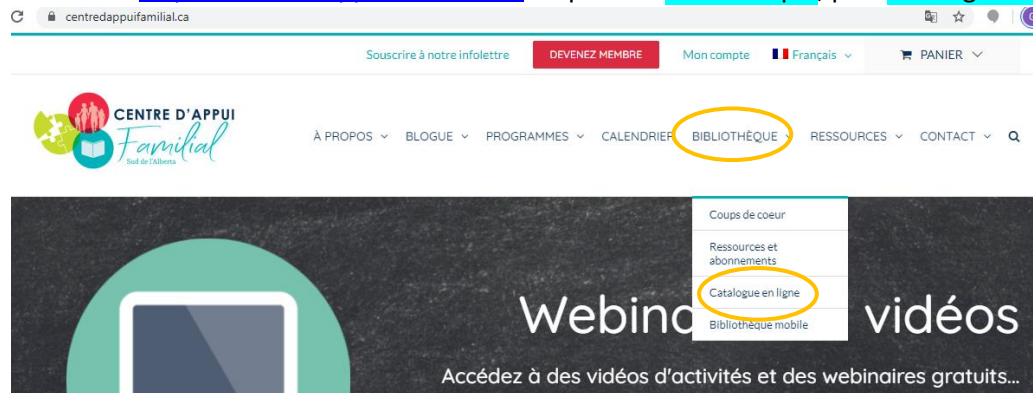 centredappuifamilial.ca
Souscrire à notre infolettre DEVENEZ MEMBRE Mon compte Français PANIER
CENTRE D'APPUI
Familial
Sud de l'Alberta
À PROPOS BLOGUE PROGRAMMES CALENDRIER BIBLIOTHÈQUE RESSOURCES CONTACT
Coups de coeur
Ressources et
abonnements
Catalogue en ligne
Bibliothèque mobile
vidéos
Accédez à des vidéos d'activités et des webinaires gratuits...